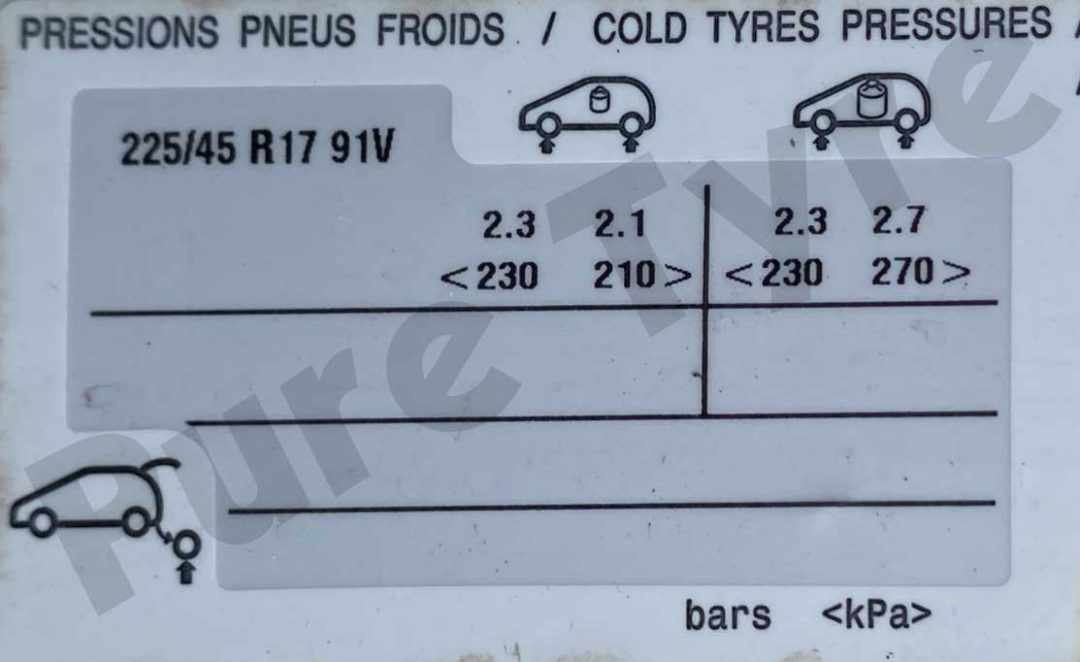 PRESSIONS PNEUS FROIDS / COLD TYRES PRESSURES
225/45 R17 91V
2.3 2.1 2.3 2.7
<230 210> <230 270>
bars <kPa>
Pure Tyre